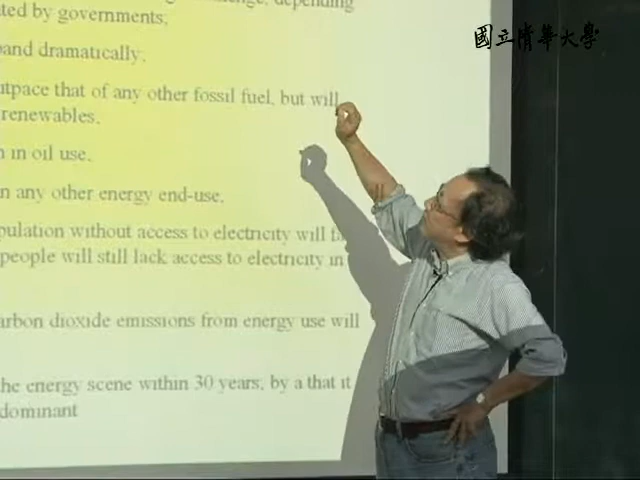 depending
ted by governments,
and dramatically,
tpace that of any other fossil fuel, but will
renewables.
n in oil use.
n any other energy end-use.
pulation without access to electricity will
people will still lack access to electricity in
arbon dioxide emissions from energy use will
he energy scene within 30 years, by a that it
dominant
國立清華大學